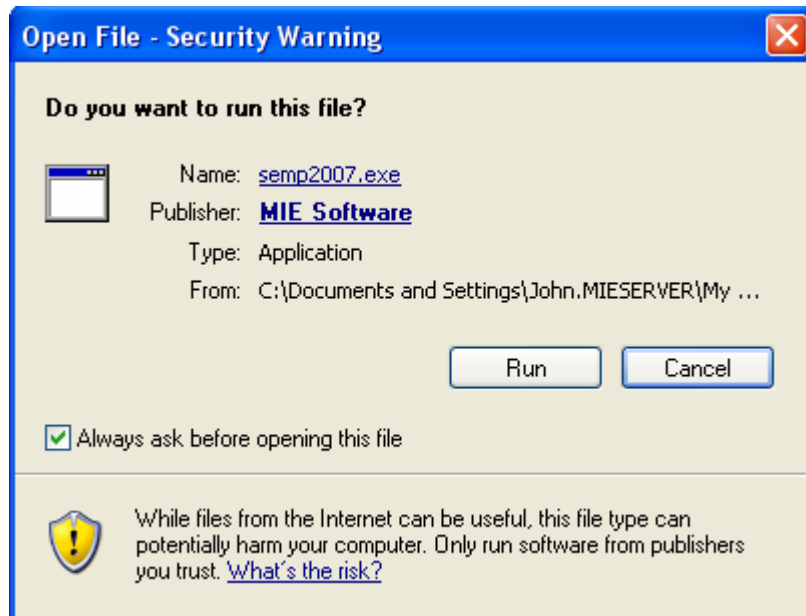 Open File - Security Warning
Do you want to run this file?
Name: semp2007.exe
Publisher: MIE Software
Type: Application
From: C:\Documents and Settings\John.MIESERVER\My ...
Run Cancel
Always ask before opening this file
While files from the Internet can be useful, this file type can
potentially harm your computer. Only run software from publishers
you trust. What's the risk?